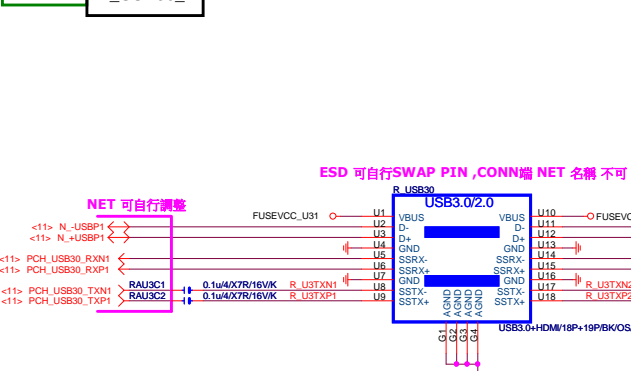 ESD 可自行SWAP PIN ,CONN端 NET 名稱 不可
NET 可自行調整
R_USB30
USB3.0/2.0
FUSEVCC_U31
U1 VBUS VBUS U10
FUSEVC
<11> N_-USBP1
U2 D- D- U11
<11> N_+USBP1
U3 D+ D+ U12
U4 GND GND U13
<11> PCH_USB30_RXN1
U5 SSRX- SSRX- U14
<11> PCH_USB30_RXP1
U6 SSRX+ SSRX+ U15
U7 GND GND U16
<11> PCH_USB30_TXN1
RAU3C1 0.1u/4/X7R/16V/K R_U3TXN1
U8 SSTX- SSTX- U17
R_U3TXN2
<11> PCH_USB30_TXP1
RAU3C2 0.1u/4/X7R/16V/K R_U3TXP1
U9 SSTX+ SSTX+ U18
R_U3TXP2
AGND AGND AGND AGND
G1 G2 G3 G4
USB3.0+HDMI/18P+19P/BK/OS/